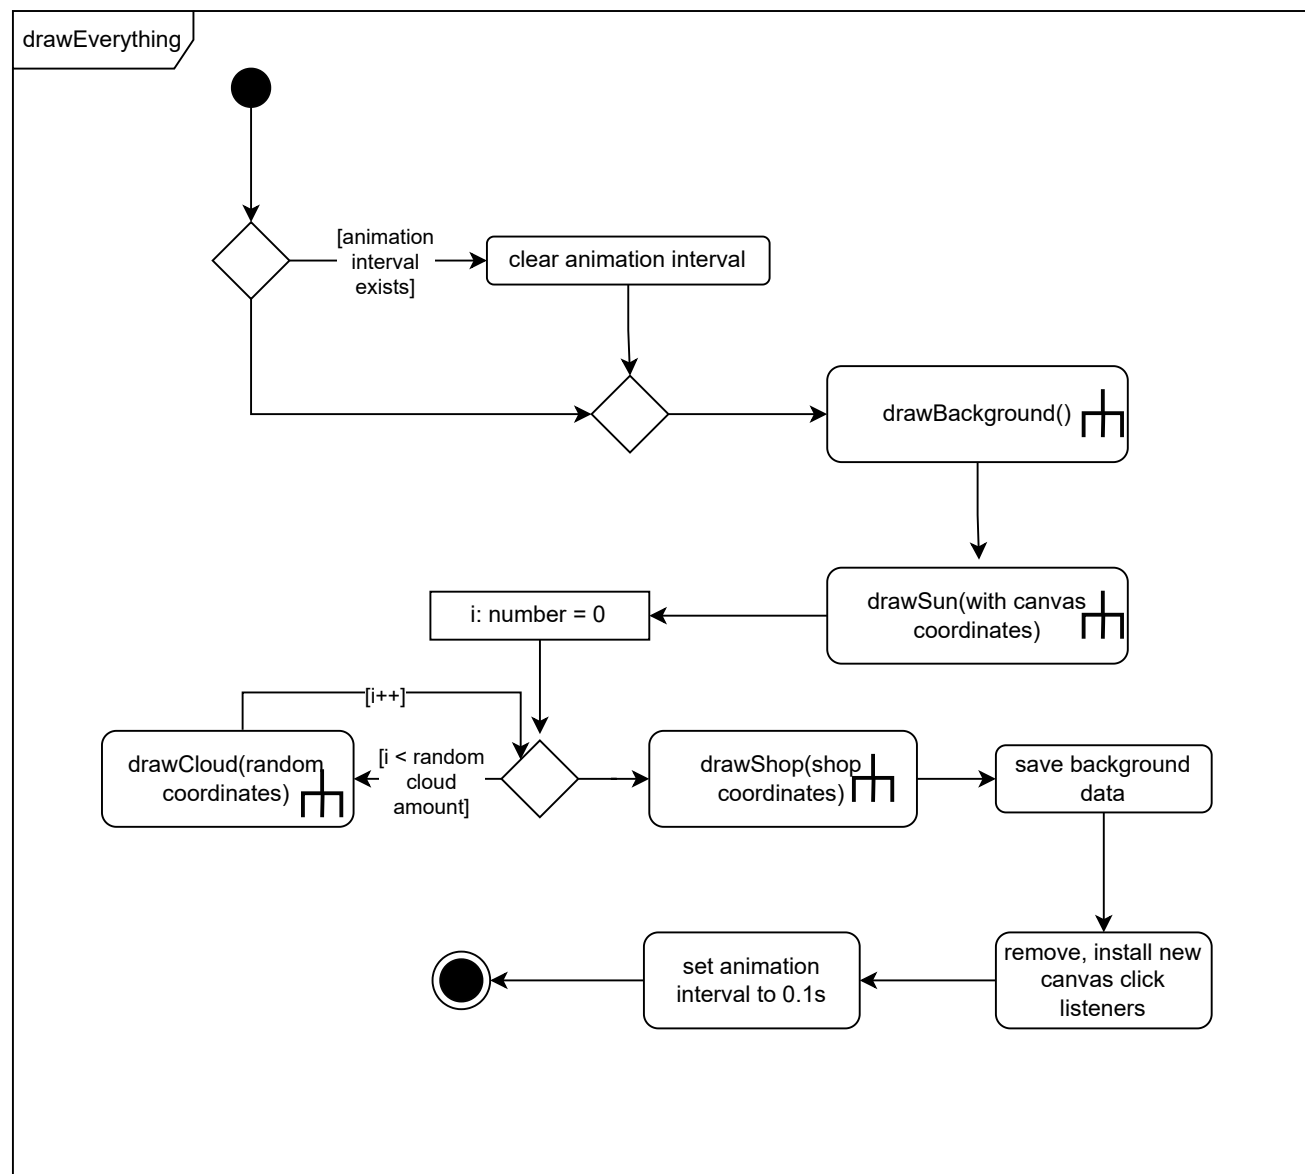 drawEverything
[animation
interval
exists]
clear animation interval
drawBackground()
drawSun(with canvas
coordinates)
i: number = 0
[i++]
drawCloud(random
coordinates)
[i < random
cloud
amount]
drawShop(shop
coordinates)
save background
data
remove, install new
canvas click
listeners
set animation
interval to 0.1s